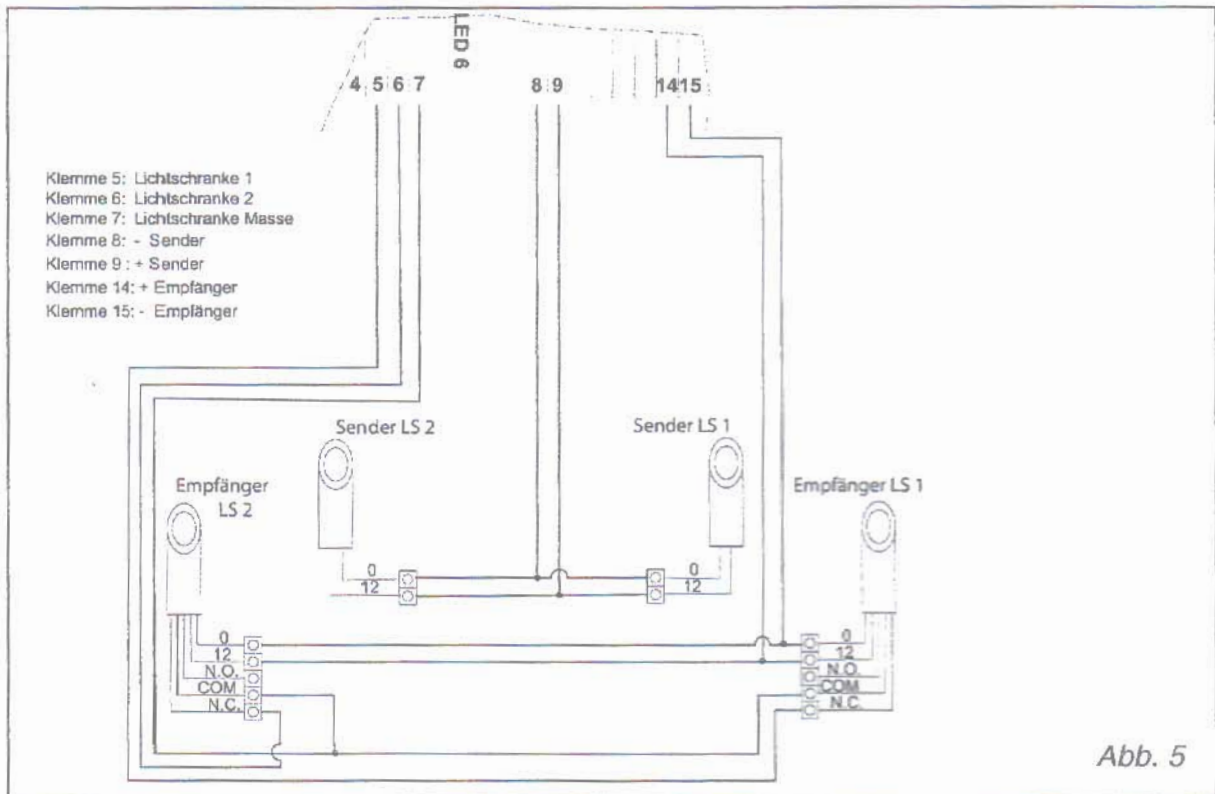 LED 6
4 5 6 7 8 9 14 15
Klemme 5: Lichtschranke 1
Klemme 6: Lichtschranke 2
Klemme 7: Lichtschranke Masse
Klemme 8: - Sender
Klemme 9 : + Sender
Klemme 14: + Empfänger
Klemme 15: - Empfänger
Sender LS 2
Sender LS 1
Empfänger
LS 2
Empfänger LS 1
0
12
0
12
0
12
N.O.
COM
N.C.
0
12
N.O.
COM
N.C.
Abb. 5